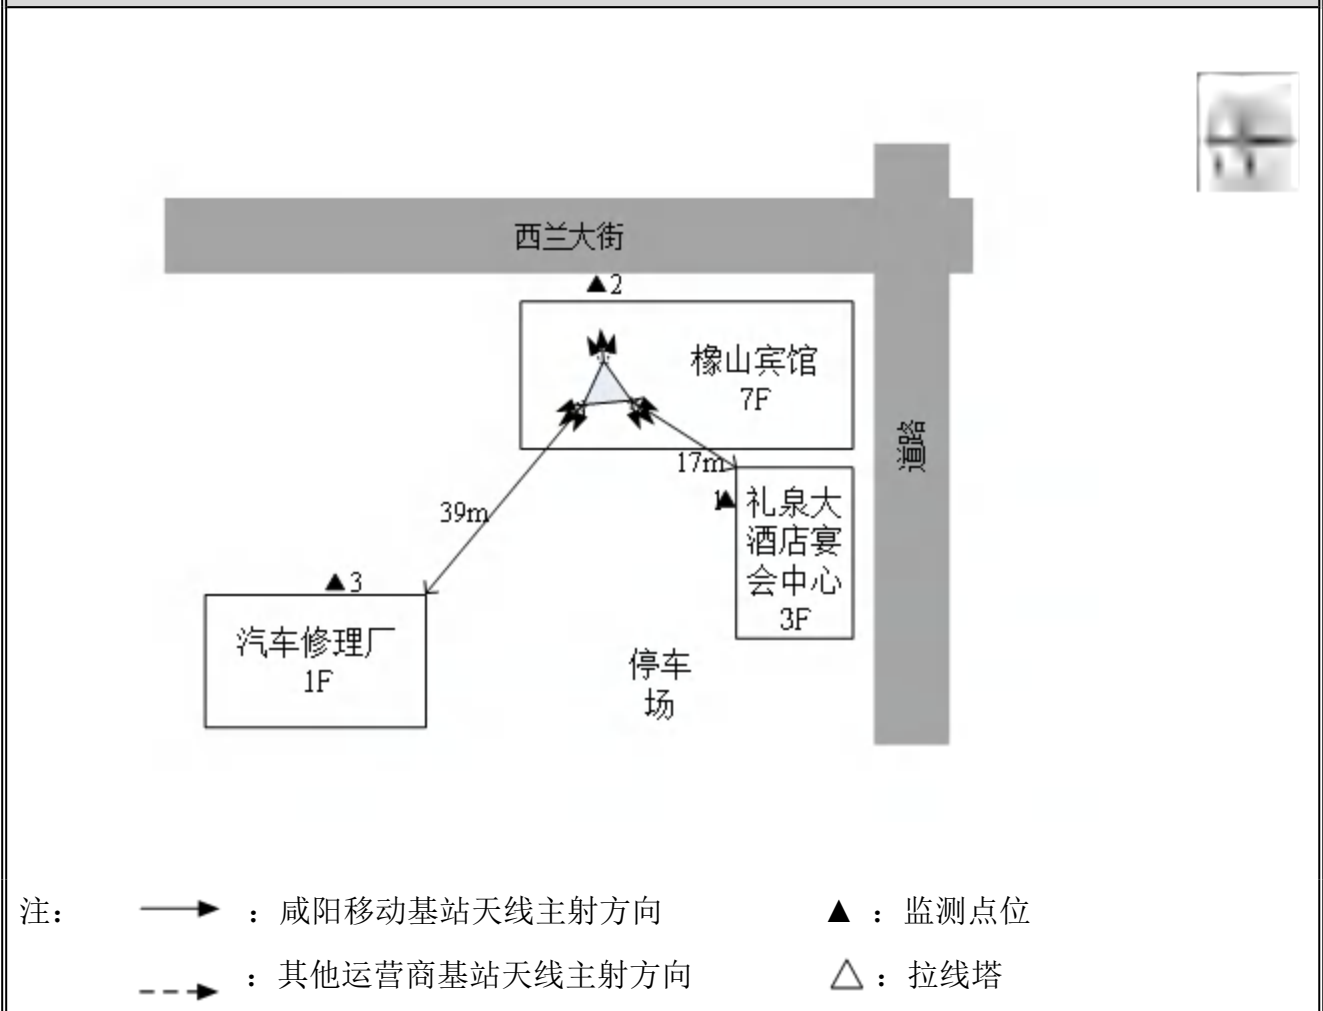 西兰大街
▲2
橡山宾馆
7F
道路
17m
1▲
礼泉大
酒店宴
会中心
3F
39m
▲3
汽车修理厂
1F
停车
场
注：
：咸阳移动基站天线主射方向
▲：监测点位
：其他运营商基站天线主射方向
△：拉线塔